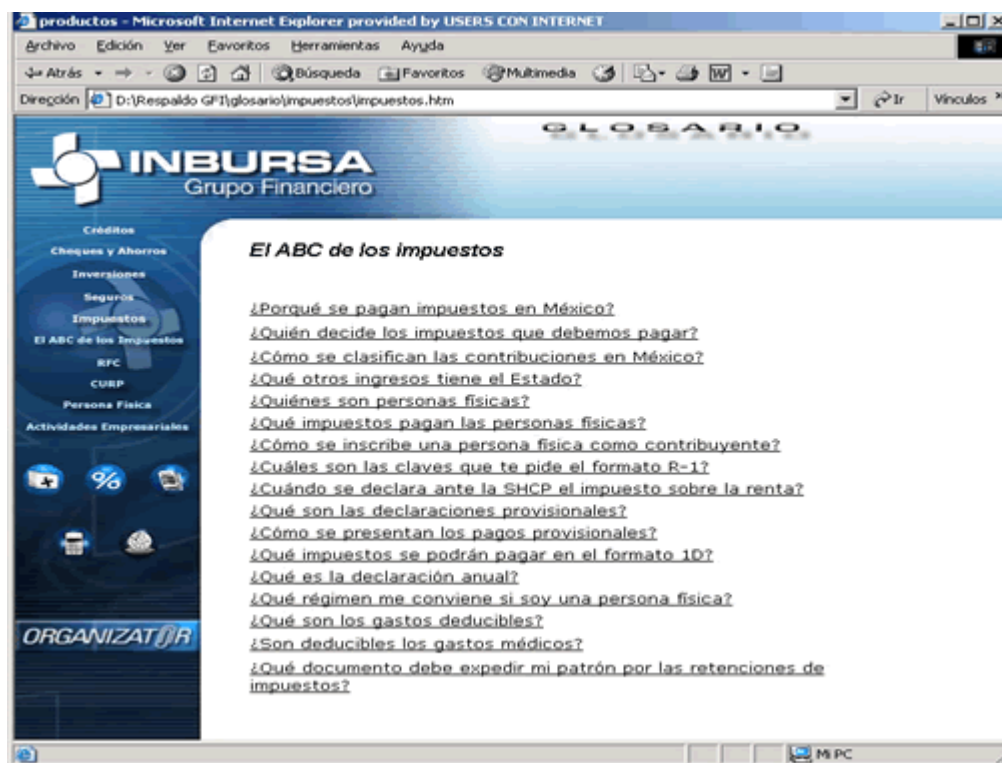 productos - Microsoft Internet Explorer provided by USERS CON INTERNET
Archivo Edición Ver Favoritos Herramientas Ayuda
Atrás Búsqueda Favoritos Multimedia
Dirección D:\Respaldo GFI\glosario\impuestos\impuestos.htm Ir Vínculos »
GLOSARIO
INBURSA
Grupo Financiero
Créditos
Cheques y Ahorros
Inversiones
Seguros
Impuestos
El ABC de los Impuestos
RFC
CURP
Persona Física
Actividades Empresariales
%
ORGANIZATOR
El ABC de los impuestos
¿Porqué se pagan impuestos en México?
¿Quién decide los impuestos que debemos pagar?
¿Cómo se clasifican las contribuciones en México?
¿Qué otros ingresos tiene el Estado?
¿Quiénes son personas físicas?
¿Qué impuestos pagan las personas físicas?
¿Cómo se inscribe una persona física como contribuyente?
¿Cuáles son las claves que te pide el formato R-1?
¿Cuándo se declara ante la SHCP el impuesto sobre la renta?
¿Qué son las declaraciones provisionales?
¿Cómo se presentan los pagos provisionales?
¿Qué impuestos se podrán pagar en el formato 1D?
¿Qué es la declaración anual?
¿Qué régimen me conviene si soy una persona física?
¿Qué son los gastos deducibles?
¿Son deducibles los gastos médicos?
¿Qué documento debe expedir mi patrón por las retenciones de
impuestos?
Mi PC